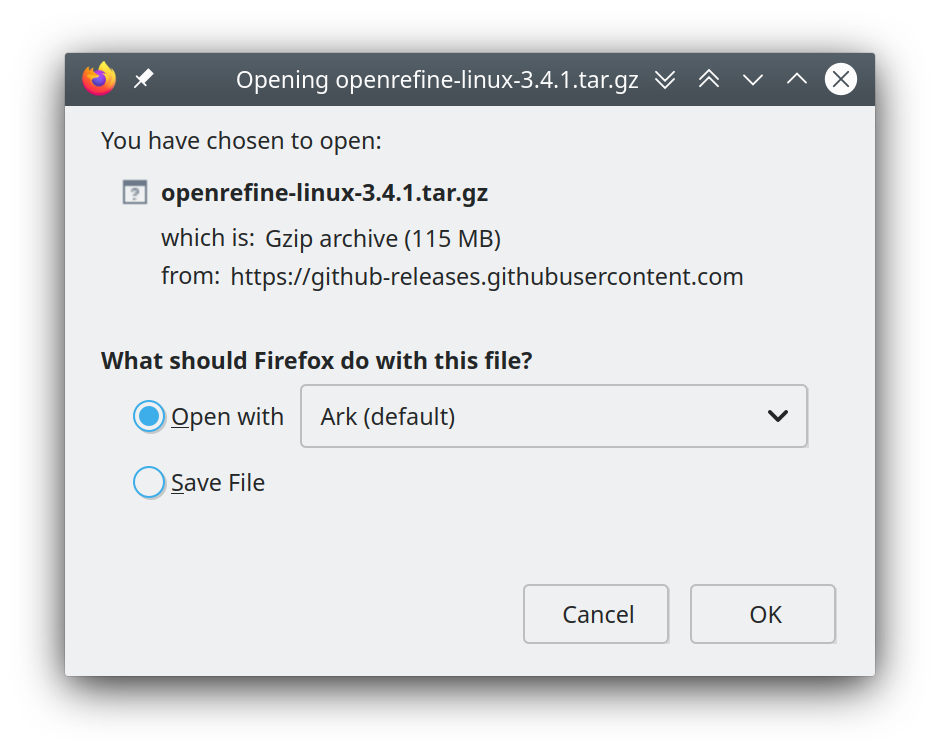 Opening openrefine-linux-3.4.1.tar.gz
You have chosen to open:
openrefine-linux-3.4.1.tar.gz
which is: Gzip archive (115 MB)
from: https://github-releases.githubusercontent.com
What should Firefox do with this file?
Open with Ark (default)
Save File
Cancel OK